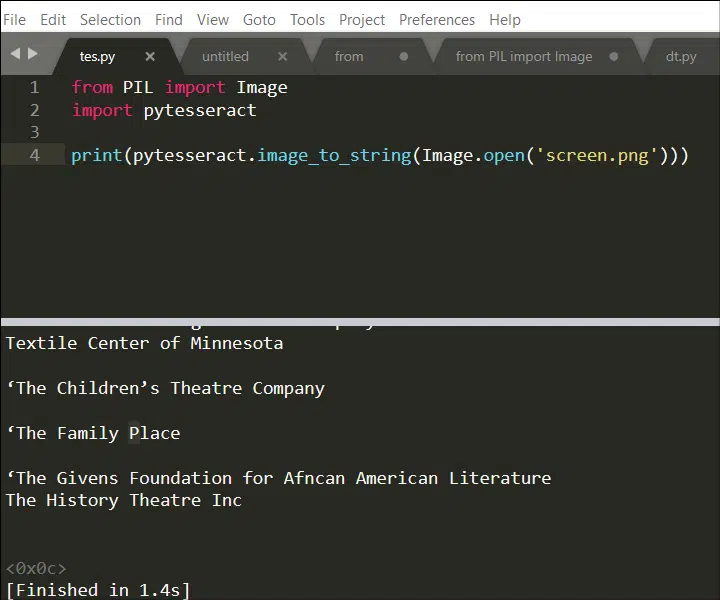 File Edit Selection Find View Goto Tools Project Preferences Help
tes.py untitled from from PIL import Image dt.py
1 from PIL import Image
2 import pytesseract
3
4 print(pytesseract.image_to_string(Image.open('screen.png')))
Textile Center of Minnesota
‘The Children’s Theatre Company
‘The Family Place
‘The Givens Foundation for Afncan American Literature
The History Theatre Inc
<0x0c>
[Finished in 1.4s]